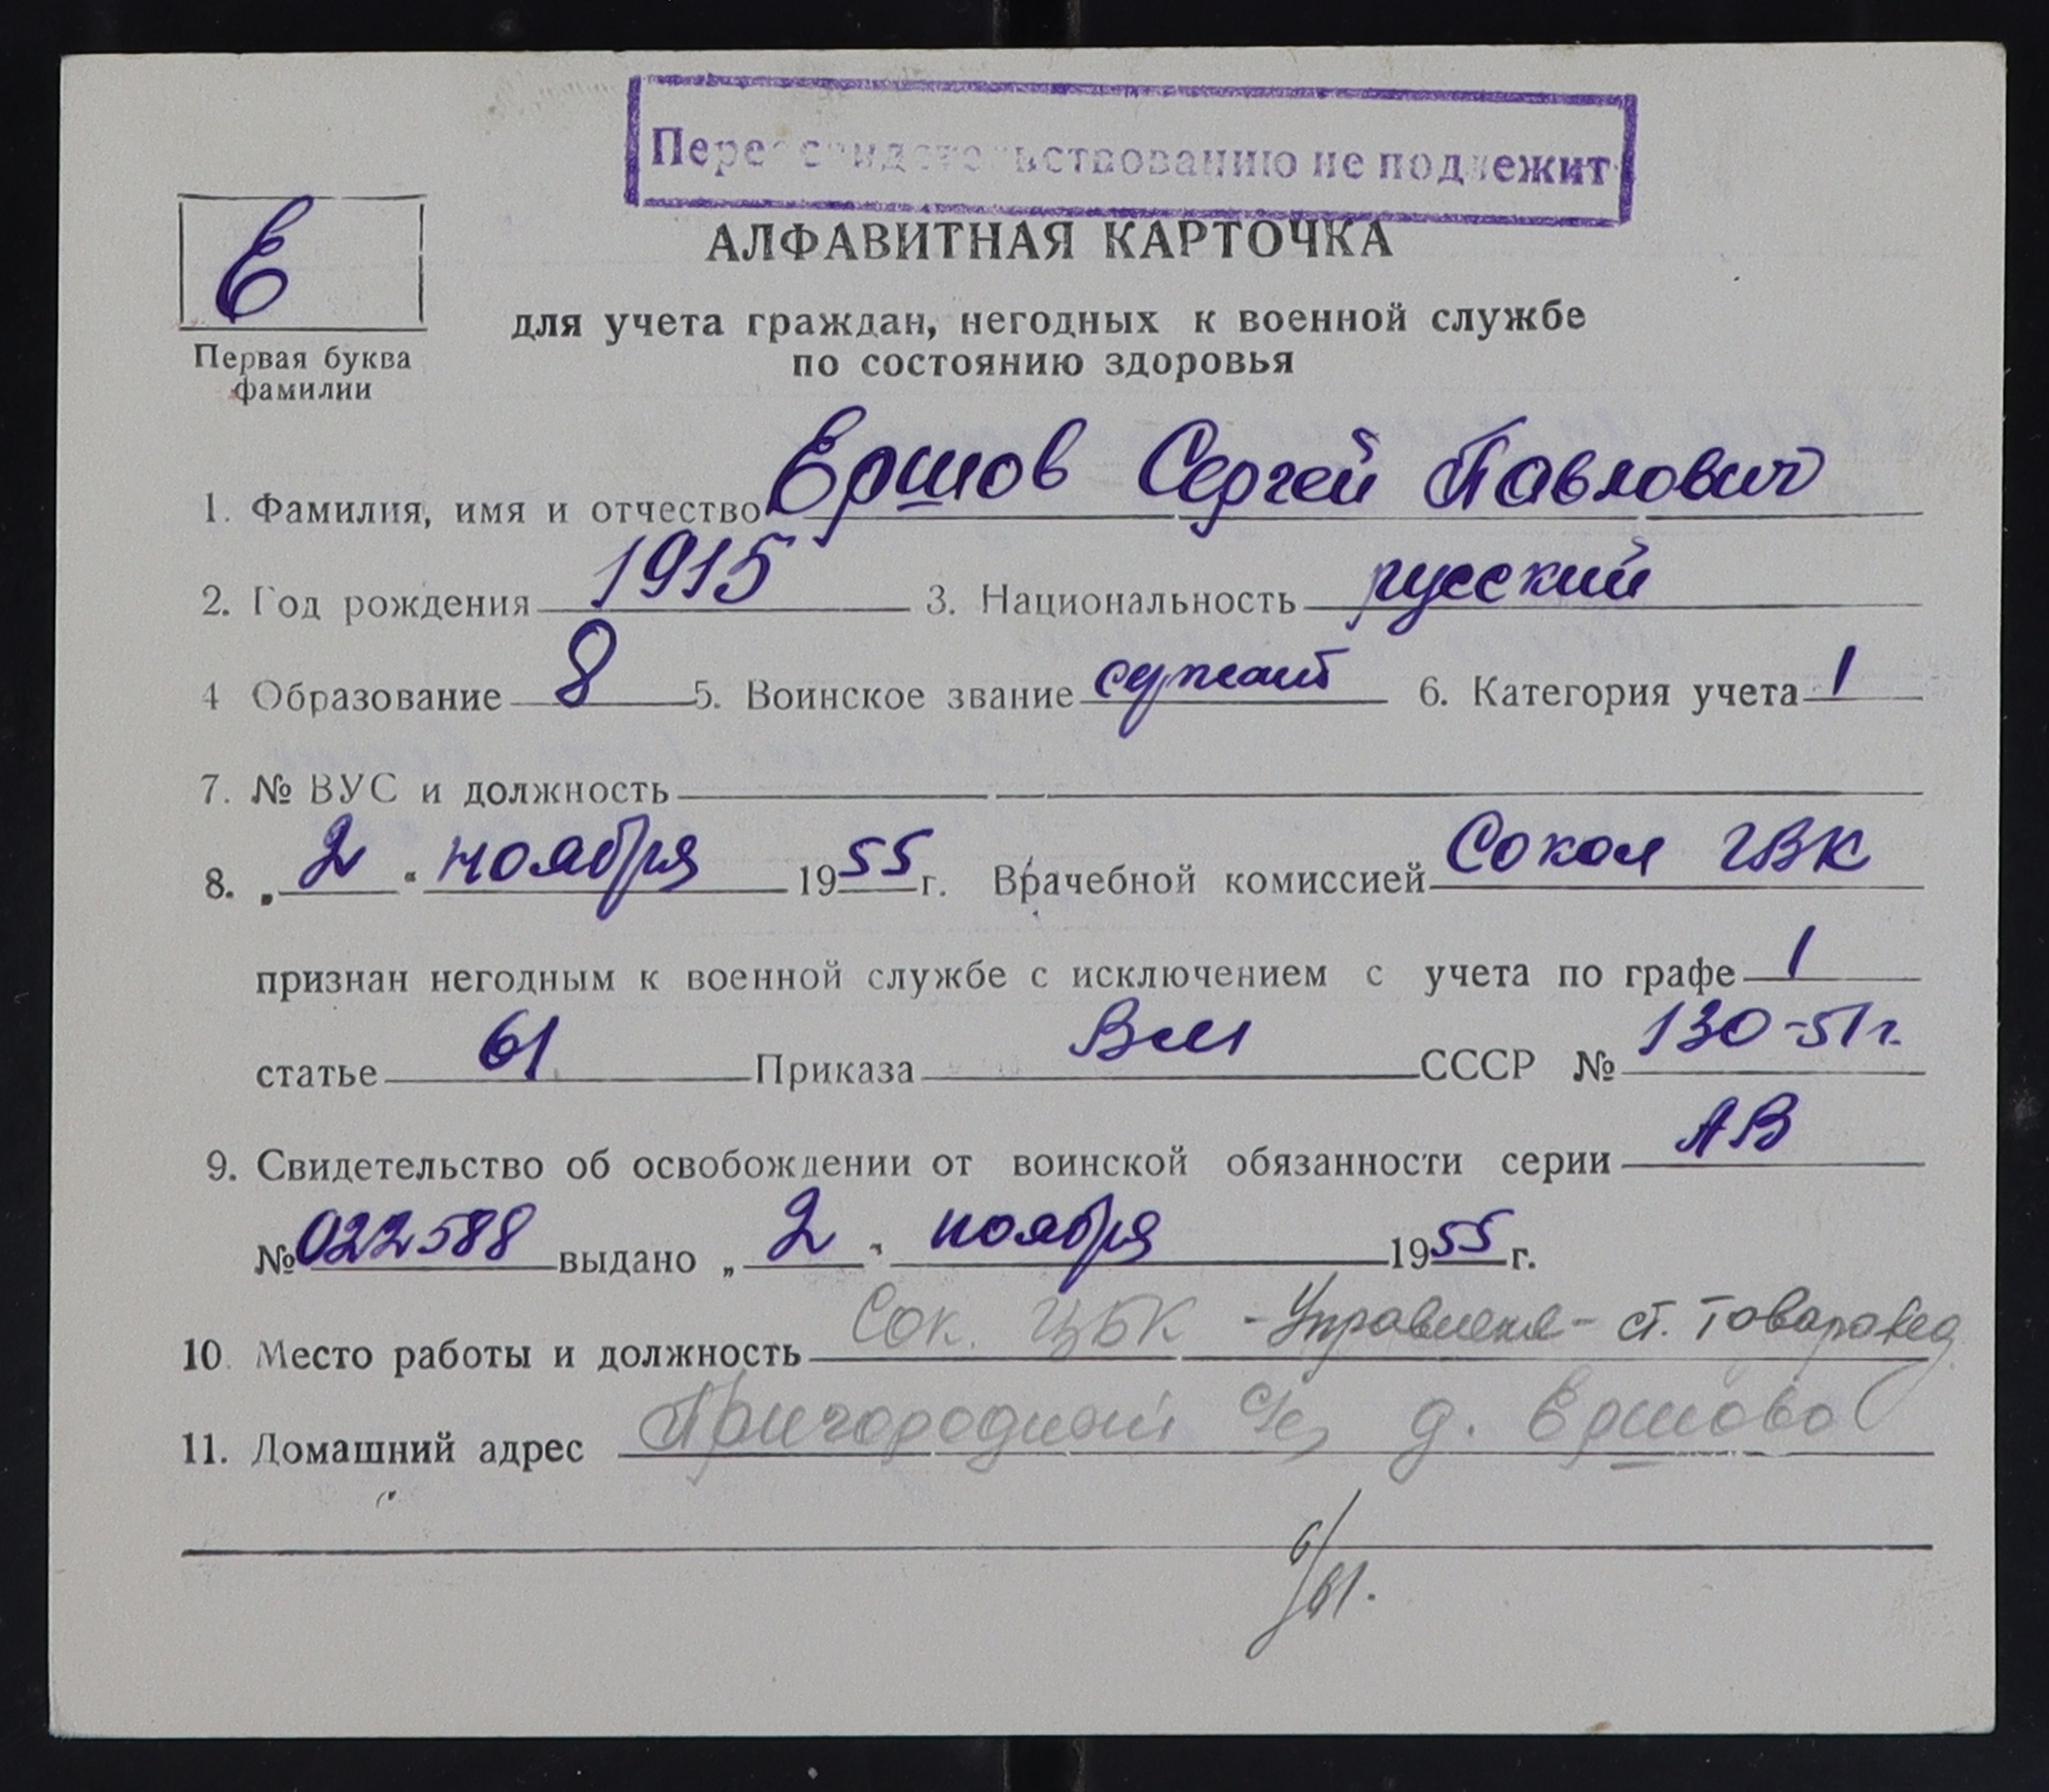 Переосвидетельствованию не подлежит
Е
АЛФАВИТНАЯ КАРТОЧКА
для учета граждан, негодных к военной службе
по состоянию здоровья
Первая буква
фамилии
1. Фамилия, имя и отчество Ершов Сергей Павлович
2. Год рождения 1915 3. Национальность русский
4 Образование 8 5. Воинское звание сержант 6. Категория учета 1
7. № ВУС и должность
8. „ 2 “ ноября 1955 г. Врачебной комиссией Сокол ГВК
признан негодным к военной службе с исключением с учета по графе 1
статье 61 Приказа ВМ СССР № 130-51г.
9. Свидетельство об освобождении от воинской обязанности серии АВ
№ 022588 выдано „ 2 “ ноября 1955 г.
10. Место работы и должность Сок. ЦБК - Управление - ст. товаровед
11. Домашний адрес Пригородный с/с, д. Ершово